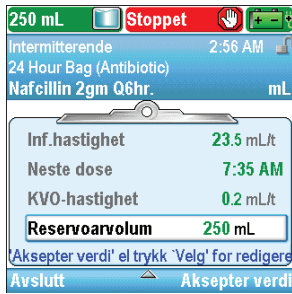 250 mL Stoppet
Intermitterende 2:56 AM
24 Hour Bag (Antibiotic)
Nafcillin 2gm Q6hr. mL
Inf.hastighet 23.5 mL/t
Neste dose 7:35 AM
KVO-hastighet 0.2 mL/t
Reservoarvolum 250 mL
'Aksepter verdi' el trykk `Velg' for redigere
Avslutt Aksepter verdi